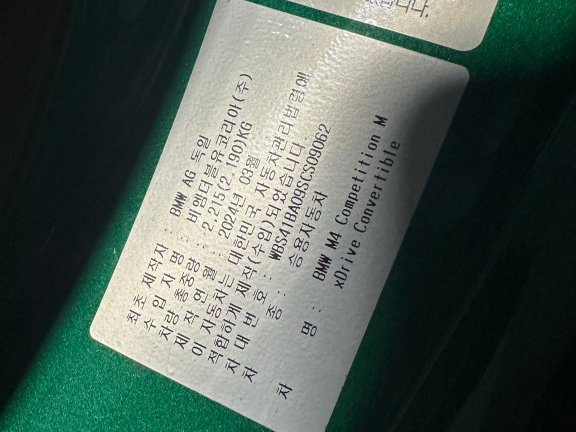 습니다.
최초 제작자 : BMW AG 독일
수 입 자 명 : 비엠더블유코리아(주)
차량 총중량 : 2,215(2,190)KG
제 작 연 월 : 2024년 03월
이 자동차는 대한민국 자동차관리법령에
적합하게 제작(수입)되었습니다.
차 대 번 호 : WBS41BA09SCS09062
차 종 : 승용자동차
차 명 : BMW M4 Competition M
xDrive Convertible